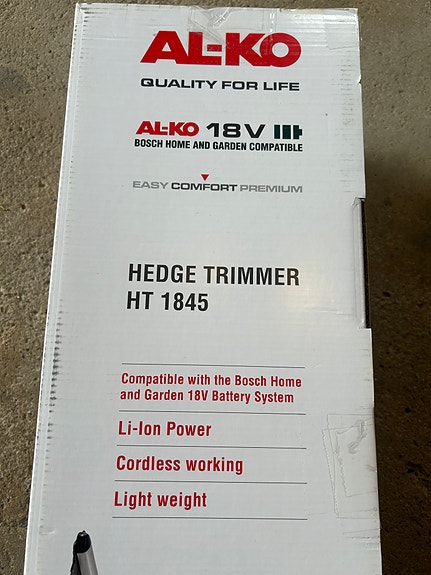 AL-KO
QUALITY FOR LIFE
AL-KO 18V
BOSCH HOME AND GARDEN COMPATIBLE
EASY COMFORT PREMIUM
HEDGE TRIMMER
HT 1845
Compatible with the Bosch Home
and Garden 18V Battery System
Li-Ion Power
Cordless working
Light weight